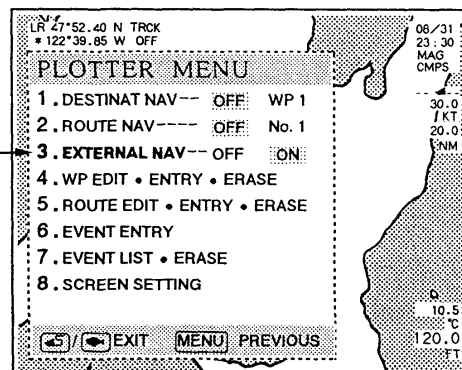 LR 47°52.40 N TRCK
* 122°39.85 W OFF
PLOTTER MENU
1. DESTINAT NAV-- OFF WP 1
2. ROUTE NAV---- OFF No. 1
3. EXTERNAL NAV-- OFF ON
4. WP EDIT • ENTRY • ERASE
5. ROUTE EDIT • ENTRY • ERASE
6. EVENT ENTRY
7. EVENT LIST • ERASE
8. SCREEN SETTING
/ EXIT MENU PREVIOUS
08/31
23:30
MAG
CMPS
30.0
KT
20.0
NM
10.5
°C
120.0
FT